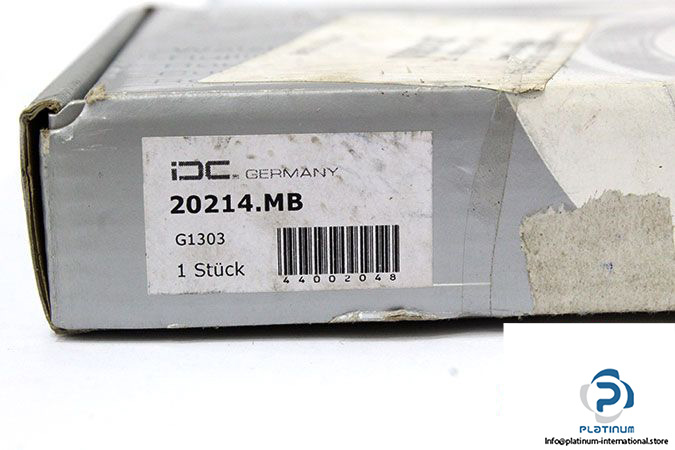 iDC. GERMANY
20214.MB
G1303
1 Stück
44002048
PLATINUM
Info@platinum-international.store